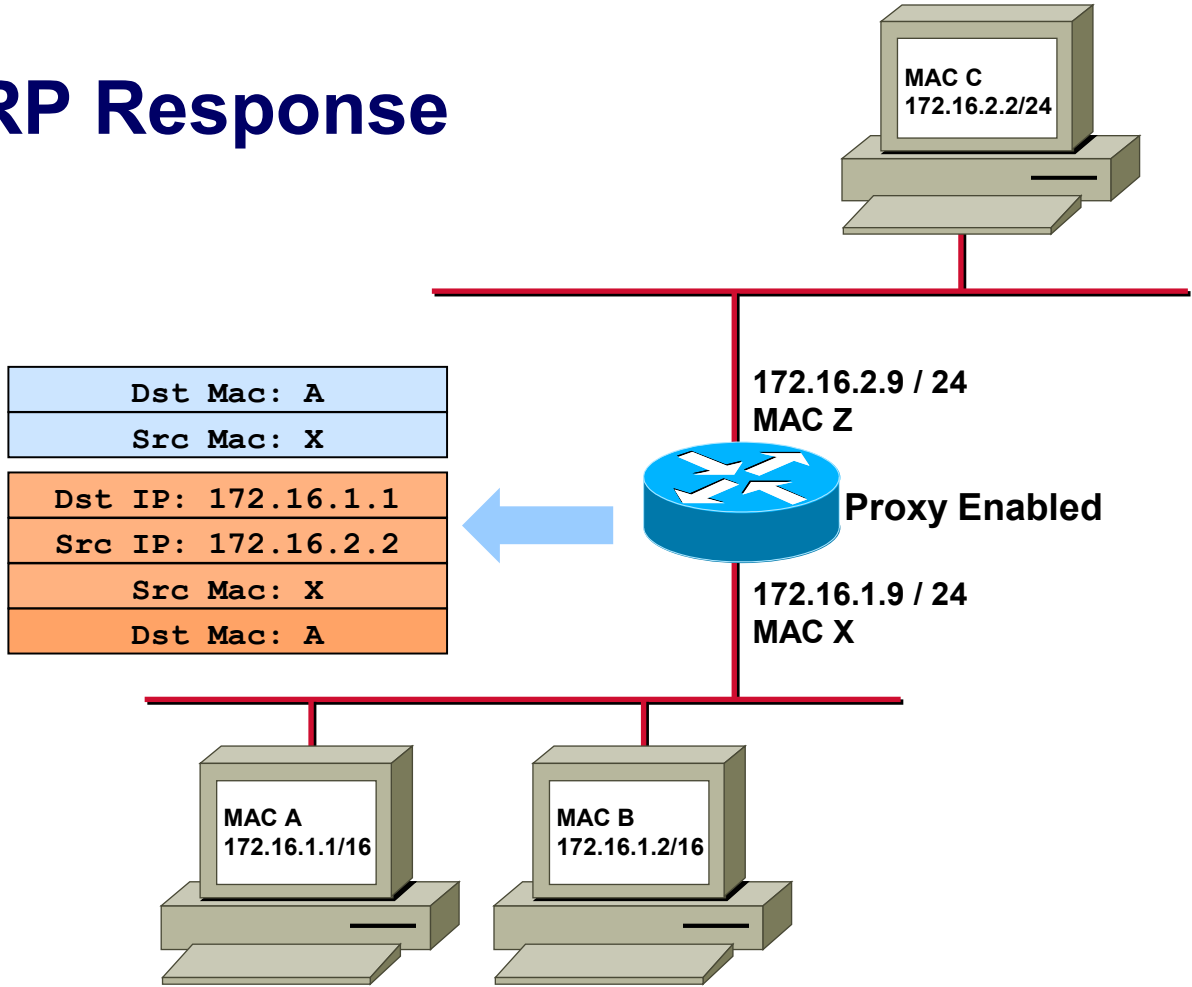 RP Response
MAC C
172.16.2.2/24
172.16.2.9 / 24
MAC Z
Dst Mac: A
Src Mac: X
Dst IP: 172.16.1.1
Src IP: 172.16.2.2
Src Mac: X
Dst Mac: A
Proxy Enabled
172.16.1.9 / 24
MAC X
MAC A
172.16.1.1/16
MAC B
172.16.1.2/16